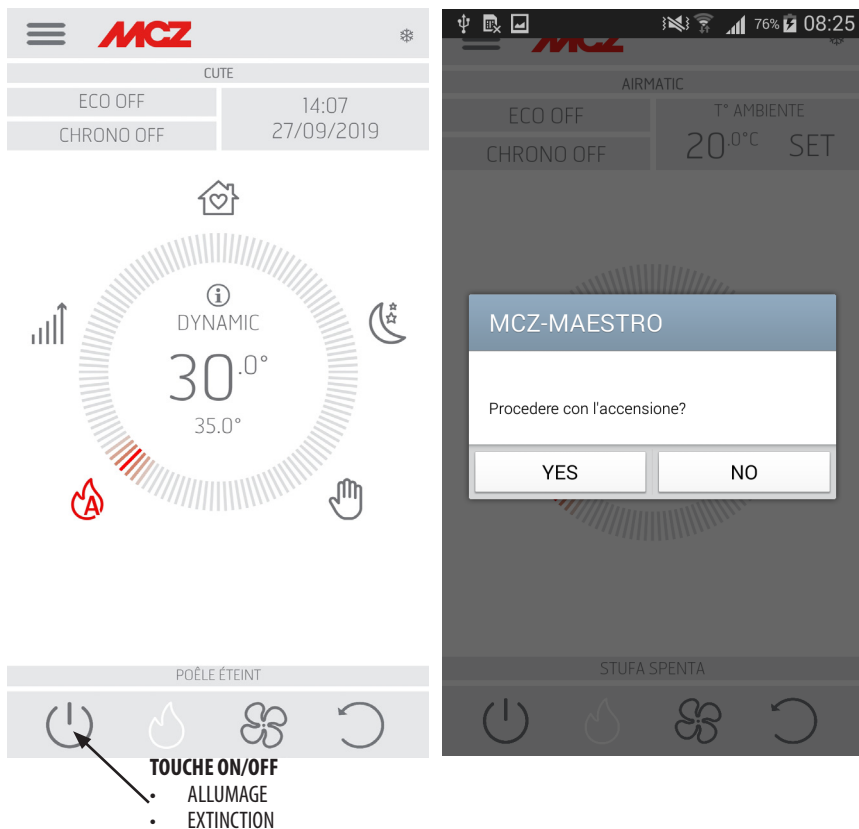 MCZ
CUTE
ECO OFF
CHRONO OFF
14:07
27/09/2019
DYNAMIC
30.0°
35.0°
A
POÊLE ÉTEINT
TOUCHE ON/OFF
• ALLUMAGE
• EXTINCTION
76% 08:25
MCZ
AIRMATIC
ECO OFF
CHRONO OFF
T° AMBIENTE
20.0°C SET
MCZ-MAESTRO
Procedere con l'accensione?
YES
NO
STUFA SPENTA